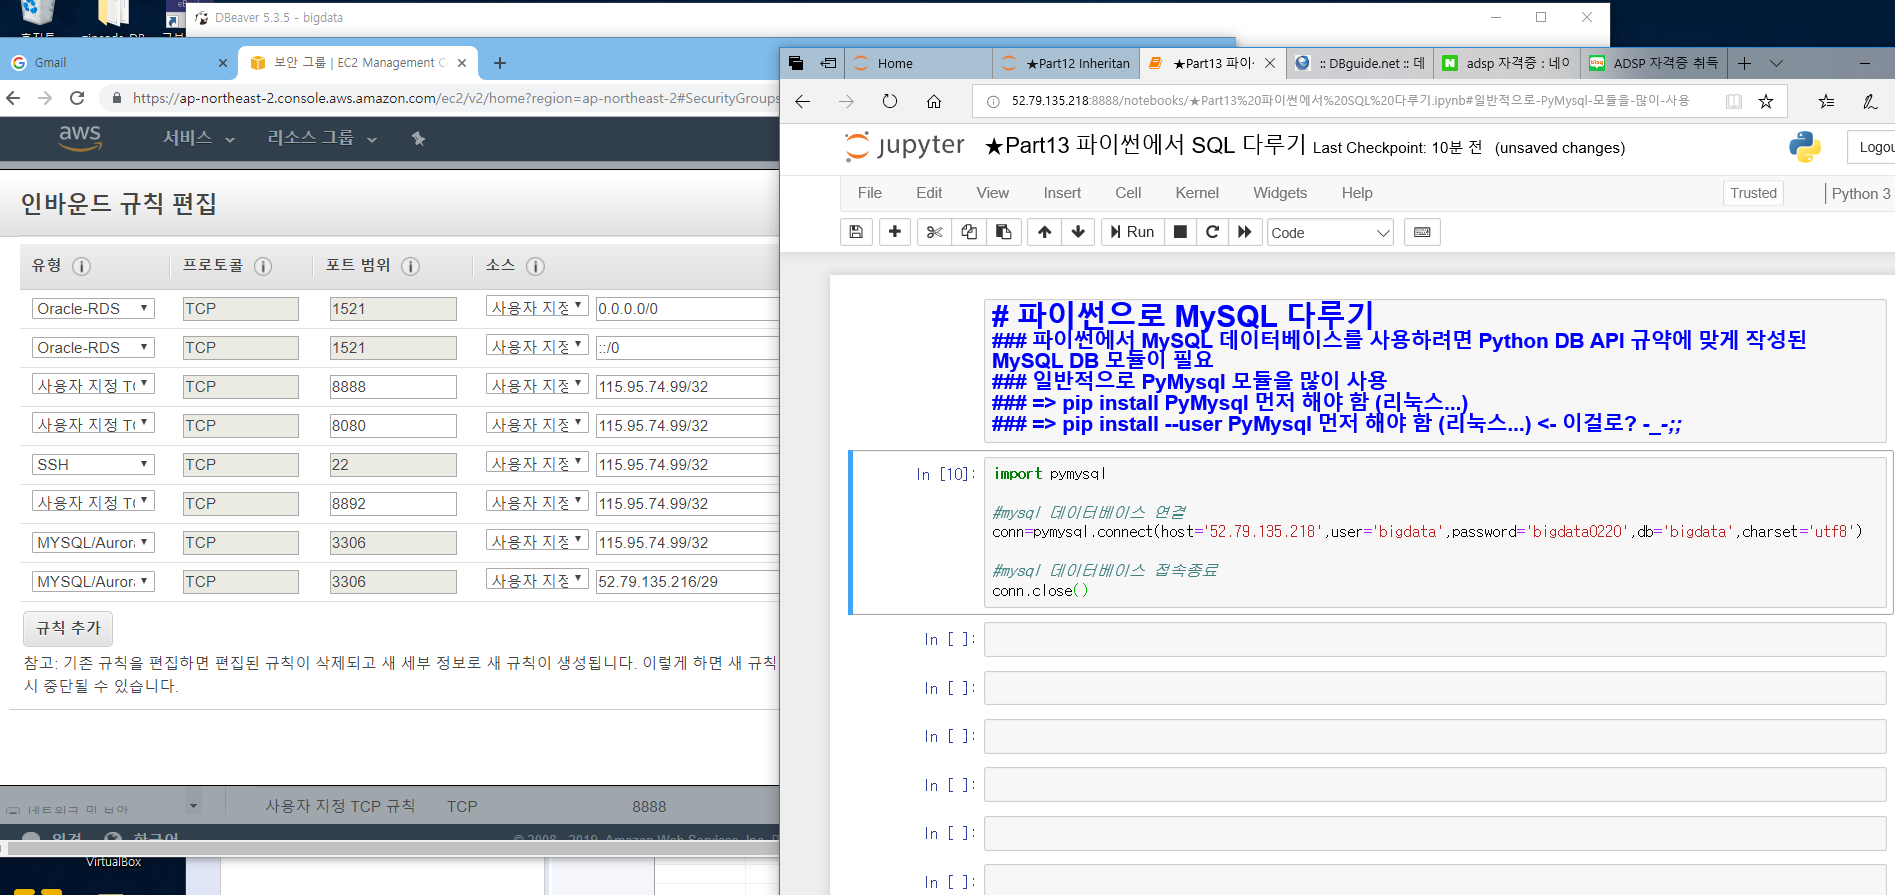 DBeaver 5.3.5 - bigdata
Gmail
보안 그룹 | EC2 Management C
https://ap-northeast-2.console.aws.amazon.com/ec2/v2/home?region=ap-northeast-2#SecurityGroups
aws 서비스 리소스 그룹
인바운드 규칙 편집
유형 프로토콜 포트 범위 소스
Oracle-RDS TCP 1521 사용자 지정 0.0.0.0/0
Oracle-RDS TCP 1521 사용자 지정 ::/0
사용자 지정 T( TCP 8888 사용자 지정 115.95.74.99/32
사용자 지정 T( TCP 8080 사용자 지정 115.95.74.99/32
SSH TCP 22 사용자 지정 115.95.74.99/32
사용자 지정 T( TCP 8892 사용자 지정 115.95.74.99/32
MYSQL/Auror TCP 3306 사용자 지정 115.95.74.99/32
MYSQL/Auror TCP 3306 사용자 지정 52.79.135.216/29
규칙 추가
참고: 기존 규칙을 편집하면 편집된 규칙이 삭제되고 새 세부 정보로 새 규칙이 생성됩니다. 이렇게 하면 새 규칙
시 중단될 수 있습니다.
네트워크 및 보안 사용자 지정 TCP 규칙 TCP 8888
의견 한국어 © 2008 - 2019, Amazon Web Services, Inc.
VirtualBox
Home
★Part12 Inheritan
★Part13 파이
:: DBguide.net :: 데
adsp 자격증 : 네이
ADSP 자격증 취득
52.79.135.218:8888/notebooks/★Part13%20파이썬에서%20SQL%20다루기.ipynb#일반적으로-PyMysql-모듈을-많이-사용
jupyter ★Part13 파이썬에서 SQL 다루기 Last Checkpoint: 10분 전 (unsaved changes)
Logou
File Edit View Insert Cell Kernel Widgets Help Trusted Python 3
Run Code
# 파이썬으로 MySQL 다루기
### 파이썬에서 MySQL 데이터베이스를 사용하려면 Python DB API 규약에 맞게 작성된
MySQL DB 모듈이 필요
### 일반적으로 PyMysql 모듈을 많이 사용
### => pip install PyMysql 먼저 해야 함 (리눅스...)
### => pip install --user PyMysql 먼저 해야 함 (리눅스...) <- 이걸로? -_-;;
In [10]: import pymysql
#mysql 데이터베이스 연결
conn=pymysql.connect(host='52.79.135.218',user='bigdata',password='bigdata0220',db='bigdata',charset='utf8')
#mysql 데이터베이스 접속종료
conn.close()
In [ ]:
In [ ]:
In [ ]:
In [ ]:
In [ ]:
In [ ]: